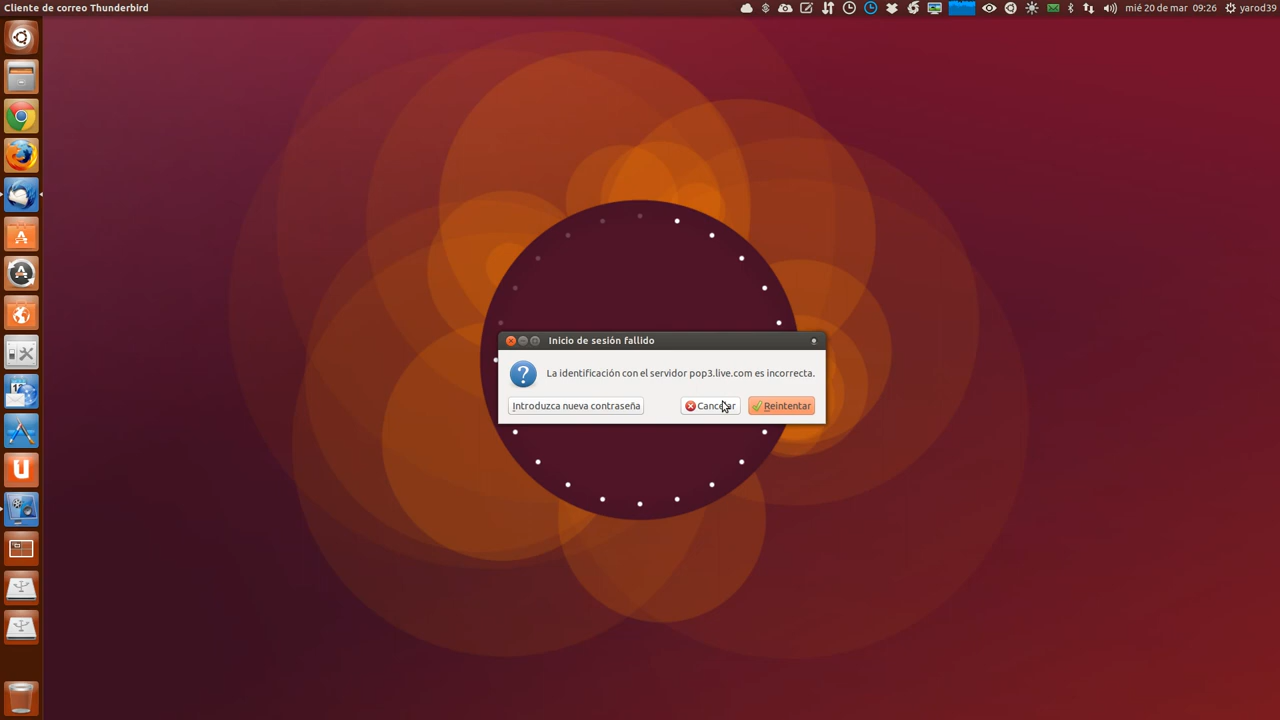 Cliente de correo Thunderbird
mié 20 de mar 09:26 yarod39
Inicio de sesión fallido
La identificación con el servidor pop3.live.com es incorrecta.
Introduzca nueva contraseña Cancelar Reintentar